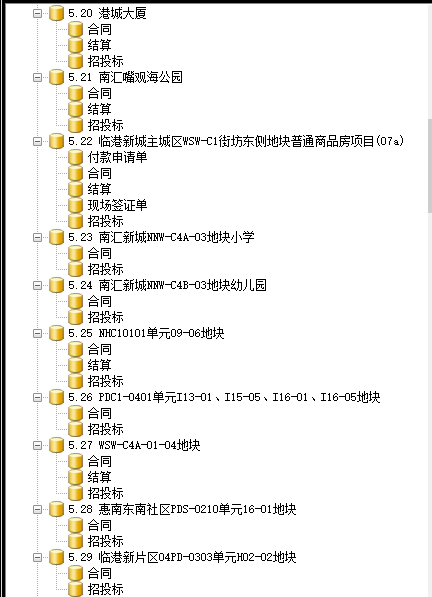 5.20 港城大厦
合同
结算
招投标
5.21 南汇嘴观海公园
合同
结算
招投标
5.22 临港新城主城区WSW-C1街坊东侧地块普通商品房项目(07a)
付款申请单
合同
结算
现场签证单
招投标
5.23 南汇新城NNW-C4A-03地块小学
合同
招投标
5.24 南汇新城NNW-C4B-03地块幼儿园
合同
招投标
5.25 NHC10101单元09-06地块
合同
结算
招投标
5.26 PDC1-0401单元I13-01、I15-05、I16-01、I16-05地块
合同
招投标
5.27 WSW-C4A-01-04地块
合同
结算
招投标
5.28 惠南东南社区PDS-0210单元16-01地块
合同
招投标
5.29 临港新片区04PD-0303单元H02-02地块
合同
招投标